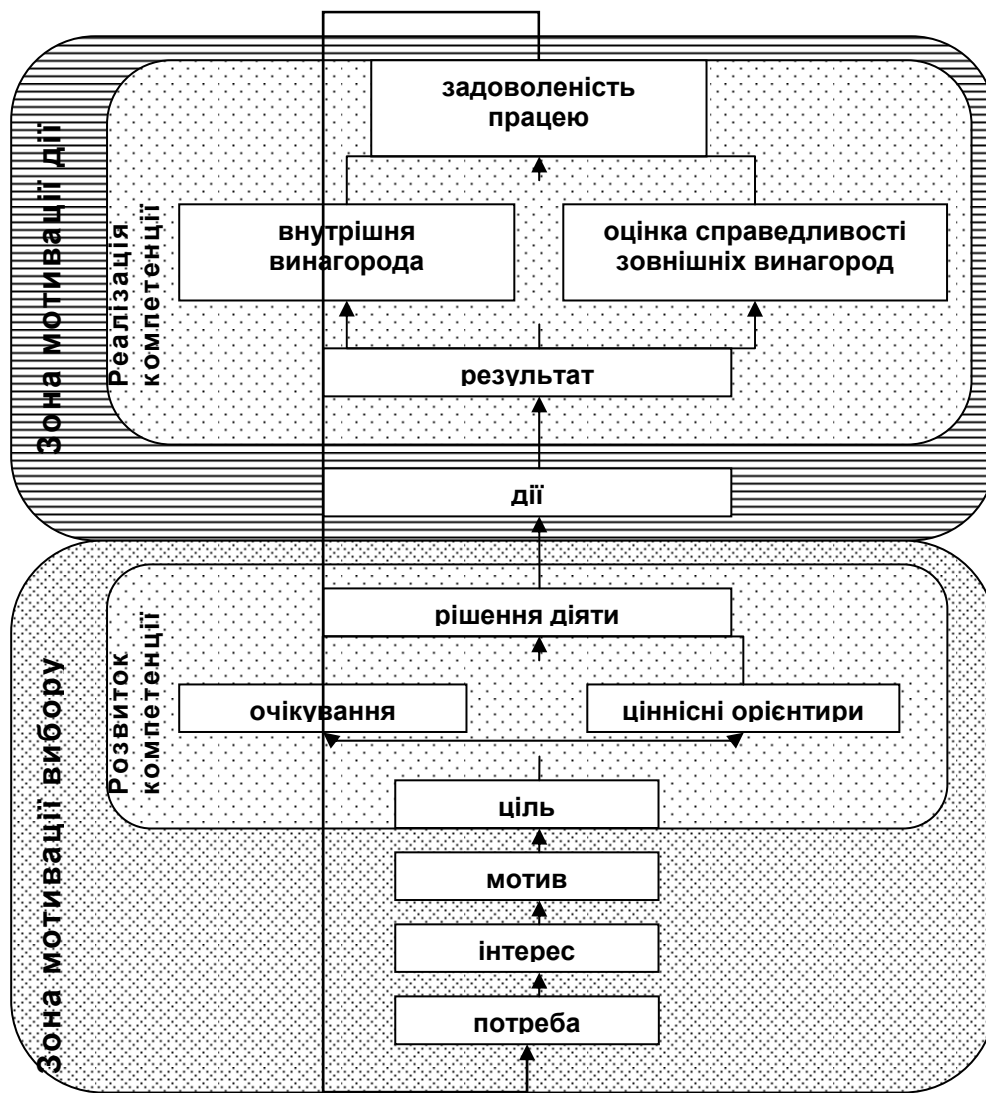 задоволеність
працею
внутрішня
винагорода
оцінка справедливості
зовнішніх винагород
результат
дії
Зона мотивації дії
Реалізація
компетенції
рішення діяти
очікування
ціннісні орієнтири
ціль
мотив
інтерес
потреба
Зона мотивації вибору
Розвиток
компетенції